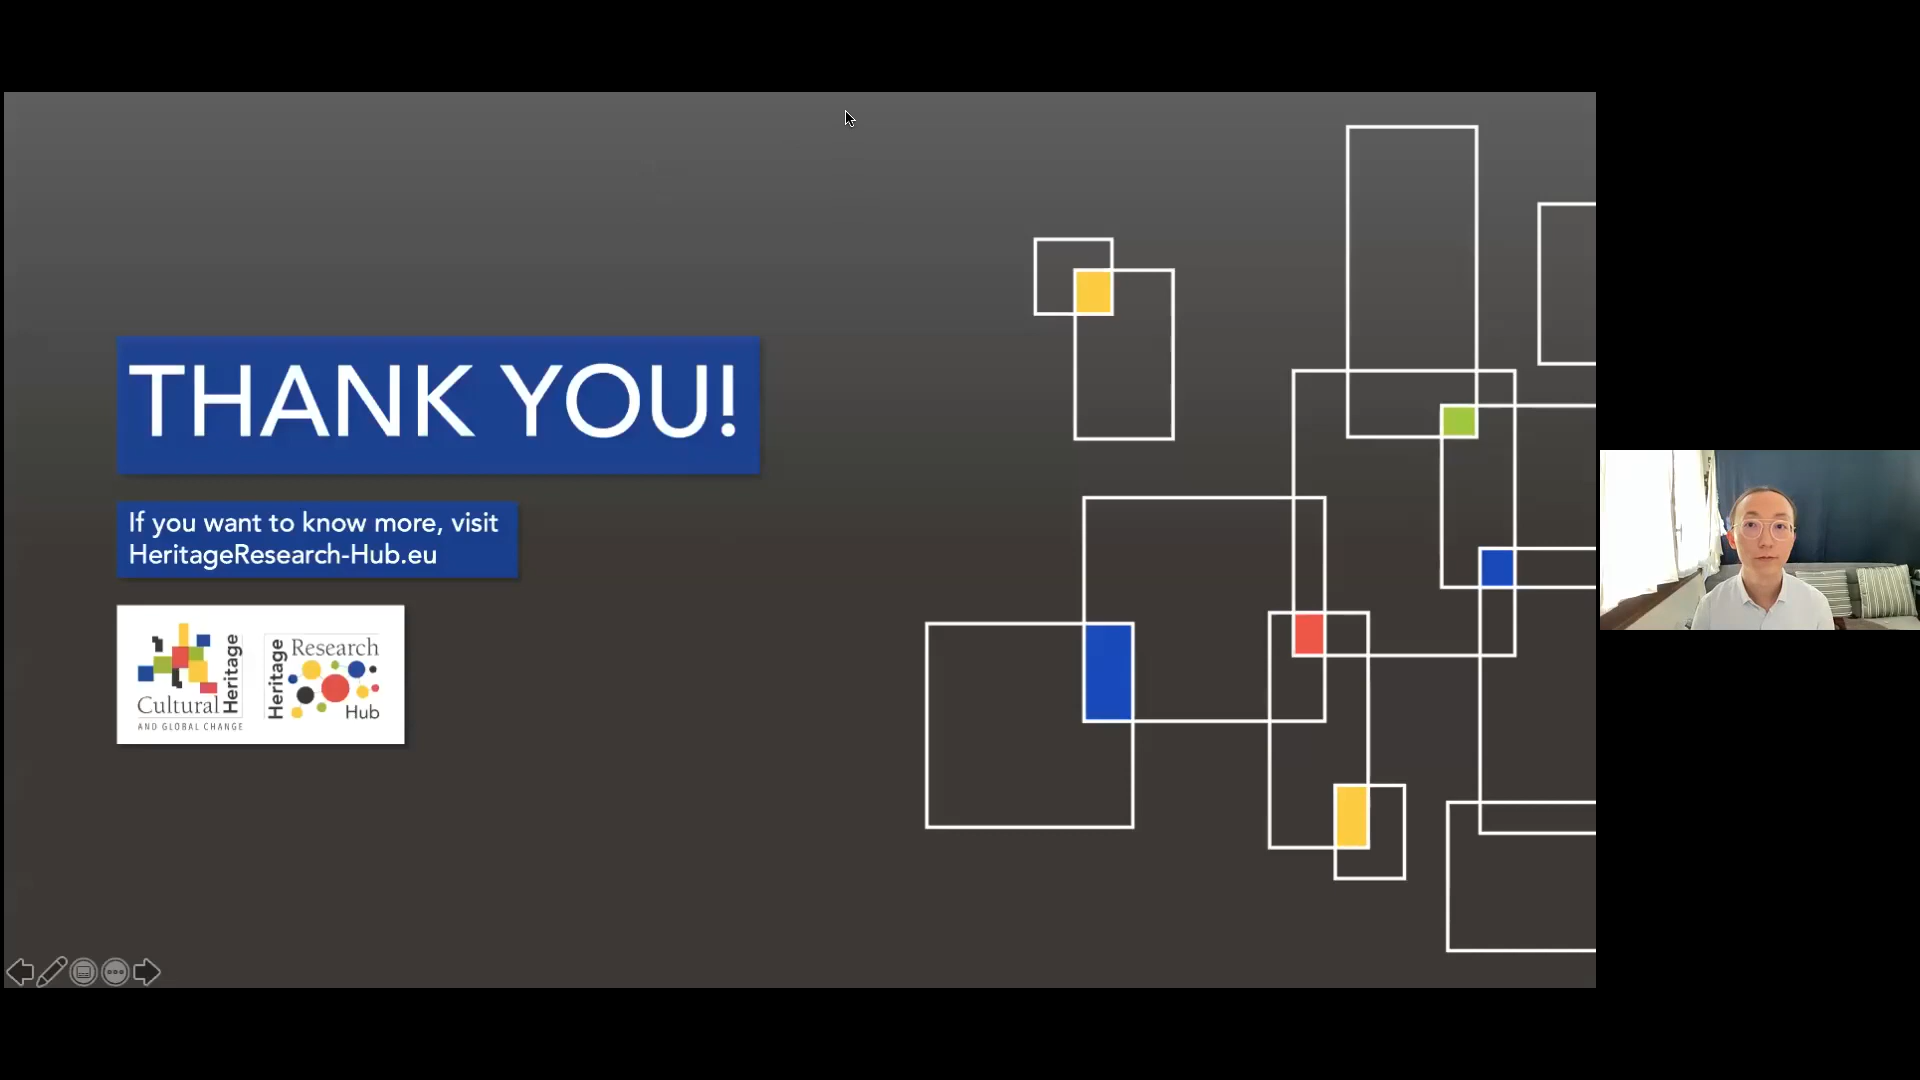 THANK YOU!
If you want to know more, visit
HeritageResearch-Hub.eu
Cultural
Heritage
AND GLOBAL CHANGE
Heritage
Research
Hub